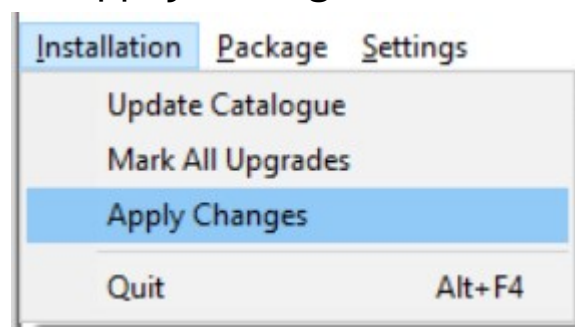 Installation Package Settings
Update Catalogue
Mark All Upgrades
Apply Changes
Quit Alt+F4